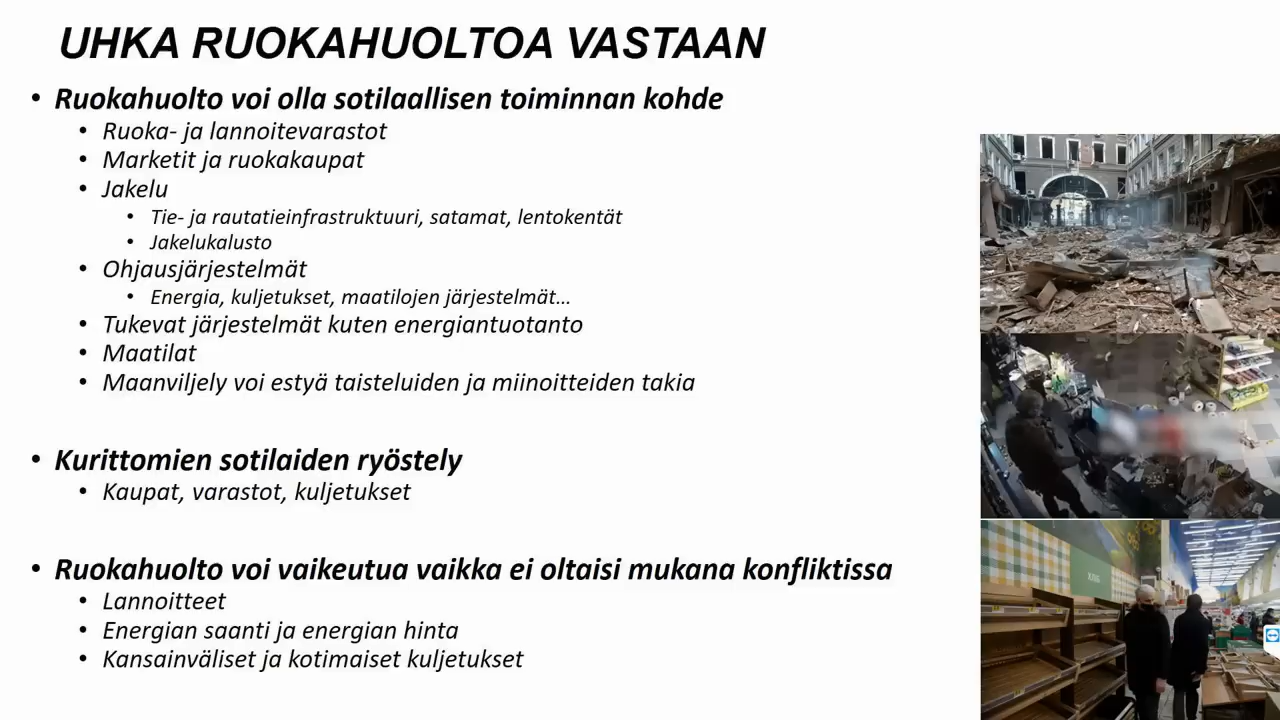 UHKA RUOKAHUOLTOA VASTAAN
• Ruokahuolto voi olla sotilaallisen toiminnan kohde
• Ruoka- ja lannoitevarastot
• Marketit ja ruokakaupat
• Jakelu
• Tie- ja rautatieinfrastruktuuri, satamat, lentokentät
• Jakelukalusto
• Ohjausjärjestelmät
• Energia, kuljetukset, maatilojen järjestelmät...
• Tukevat järjestelmät kuten energiantuotanto
• Maatilat
• Maanviljely voi estyä taisteluiden ja miinoitteiden takia
• Kurittomien sotilaiden ryöstely
• Kaupat, varastot, kuljetukset
• Ruokahuolto voi vaikeutua vaikka ei oltaisi mukana konfliktissa
• Lannoitteet
• Energian saanti ja energian hinta
• Kansainväliset ja kotimaiset kuljetukset